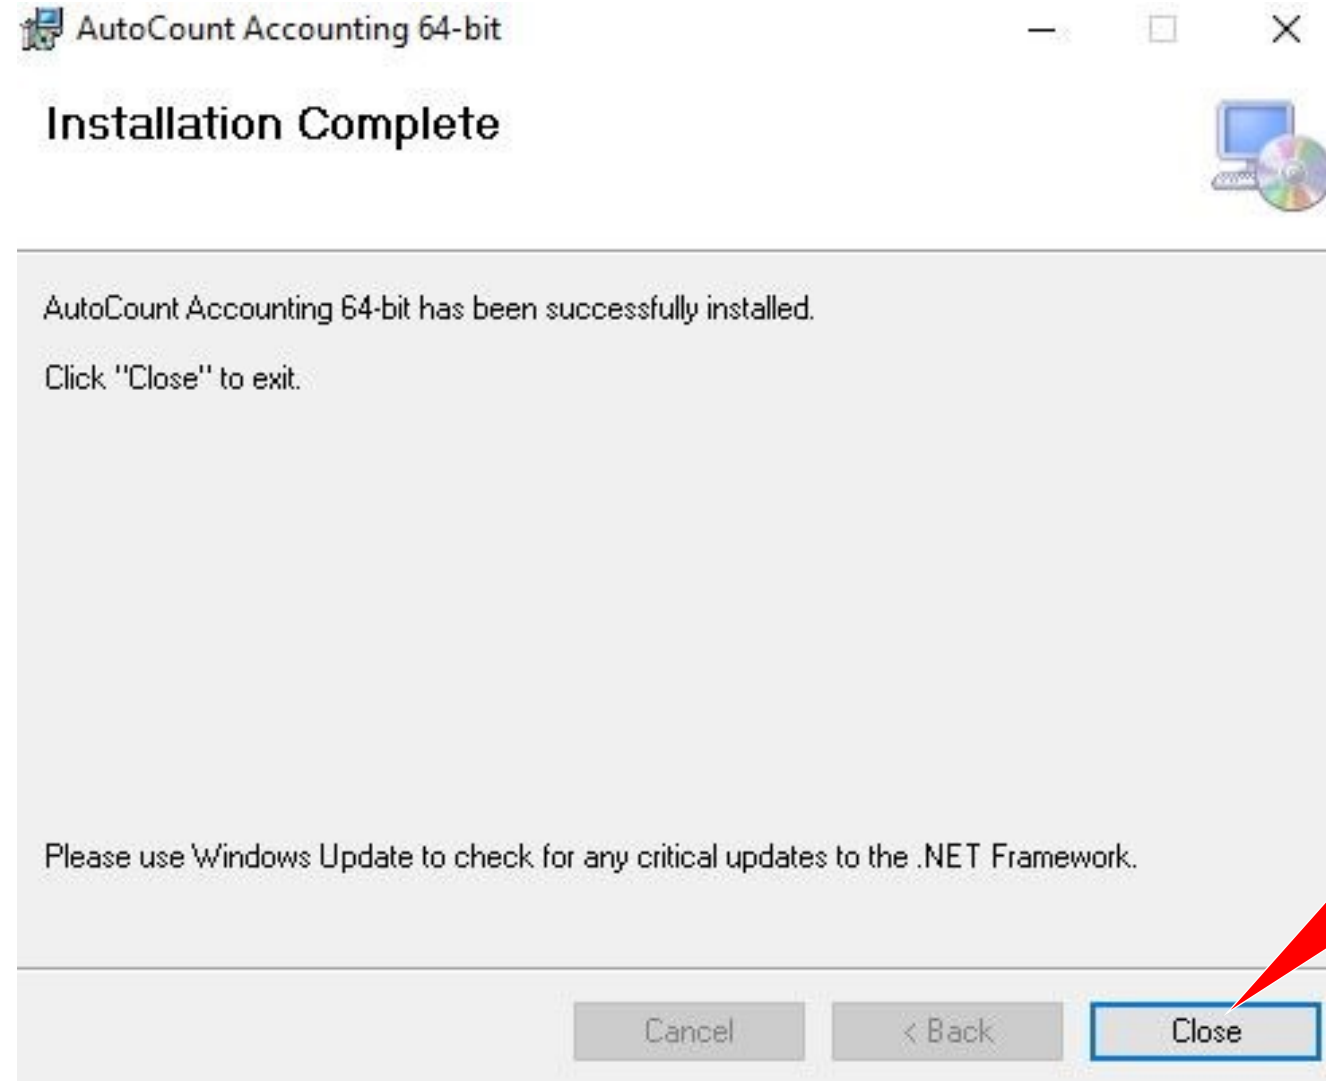 AutoCount Accounting 64-bit
Installation Complete
AutoCount Accounting 64-bit has been successfully installed.
Click "Close" to exit.
Please use Windows Update to check for any critical updates to the .NET Framework.
Cancel
< Back
Close